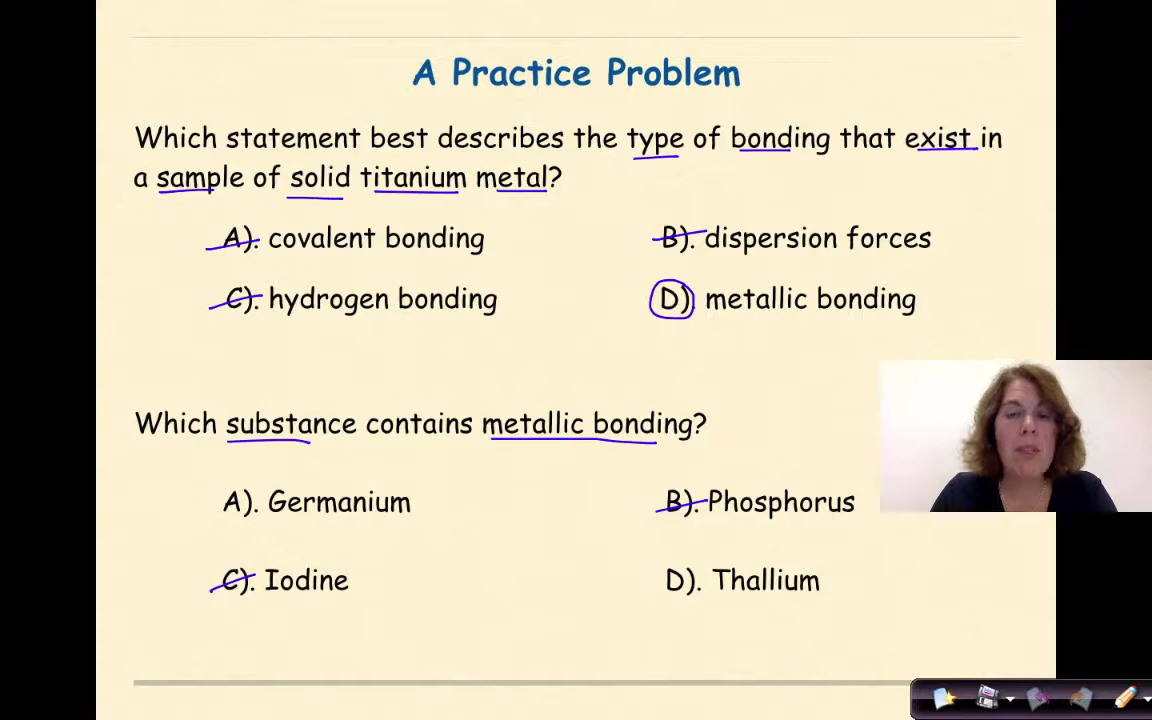 A Practice Problem
Which statement best describes the type of bonding that exist in
a sample of solid titanium metal?
A). covalent bonding
B). dispersion forces
C). hydrogen bonding
D). metallic bonding
Which substance contains metallic bonding?
A). Germanium
B). Phosphorus
C). Iodine
D). Thallium